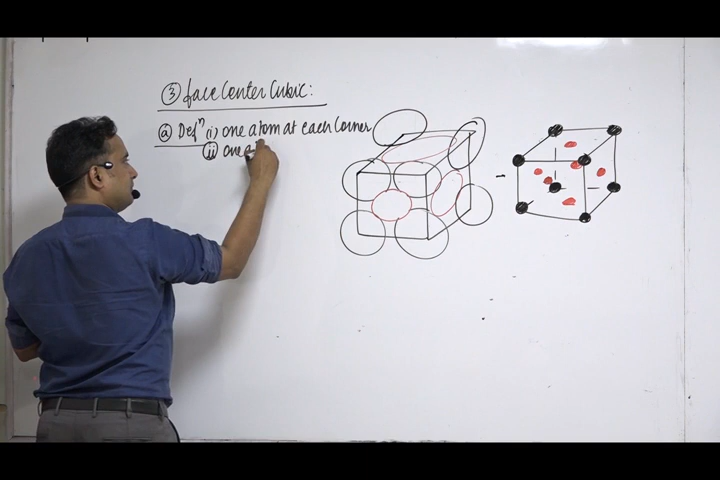 ③ face Center Cubic:
ⓐ Defⁿ (i) one atom at each Corner
(ii) one a